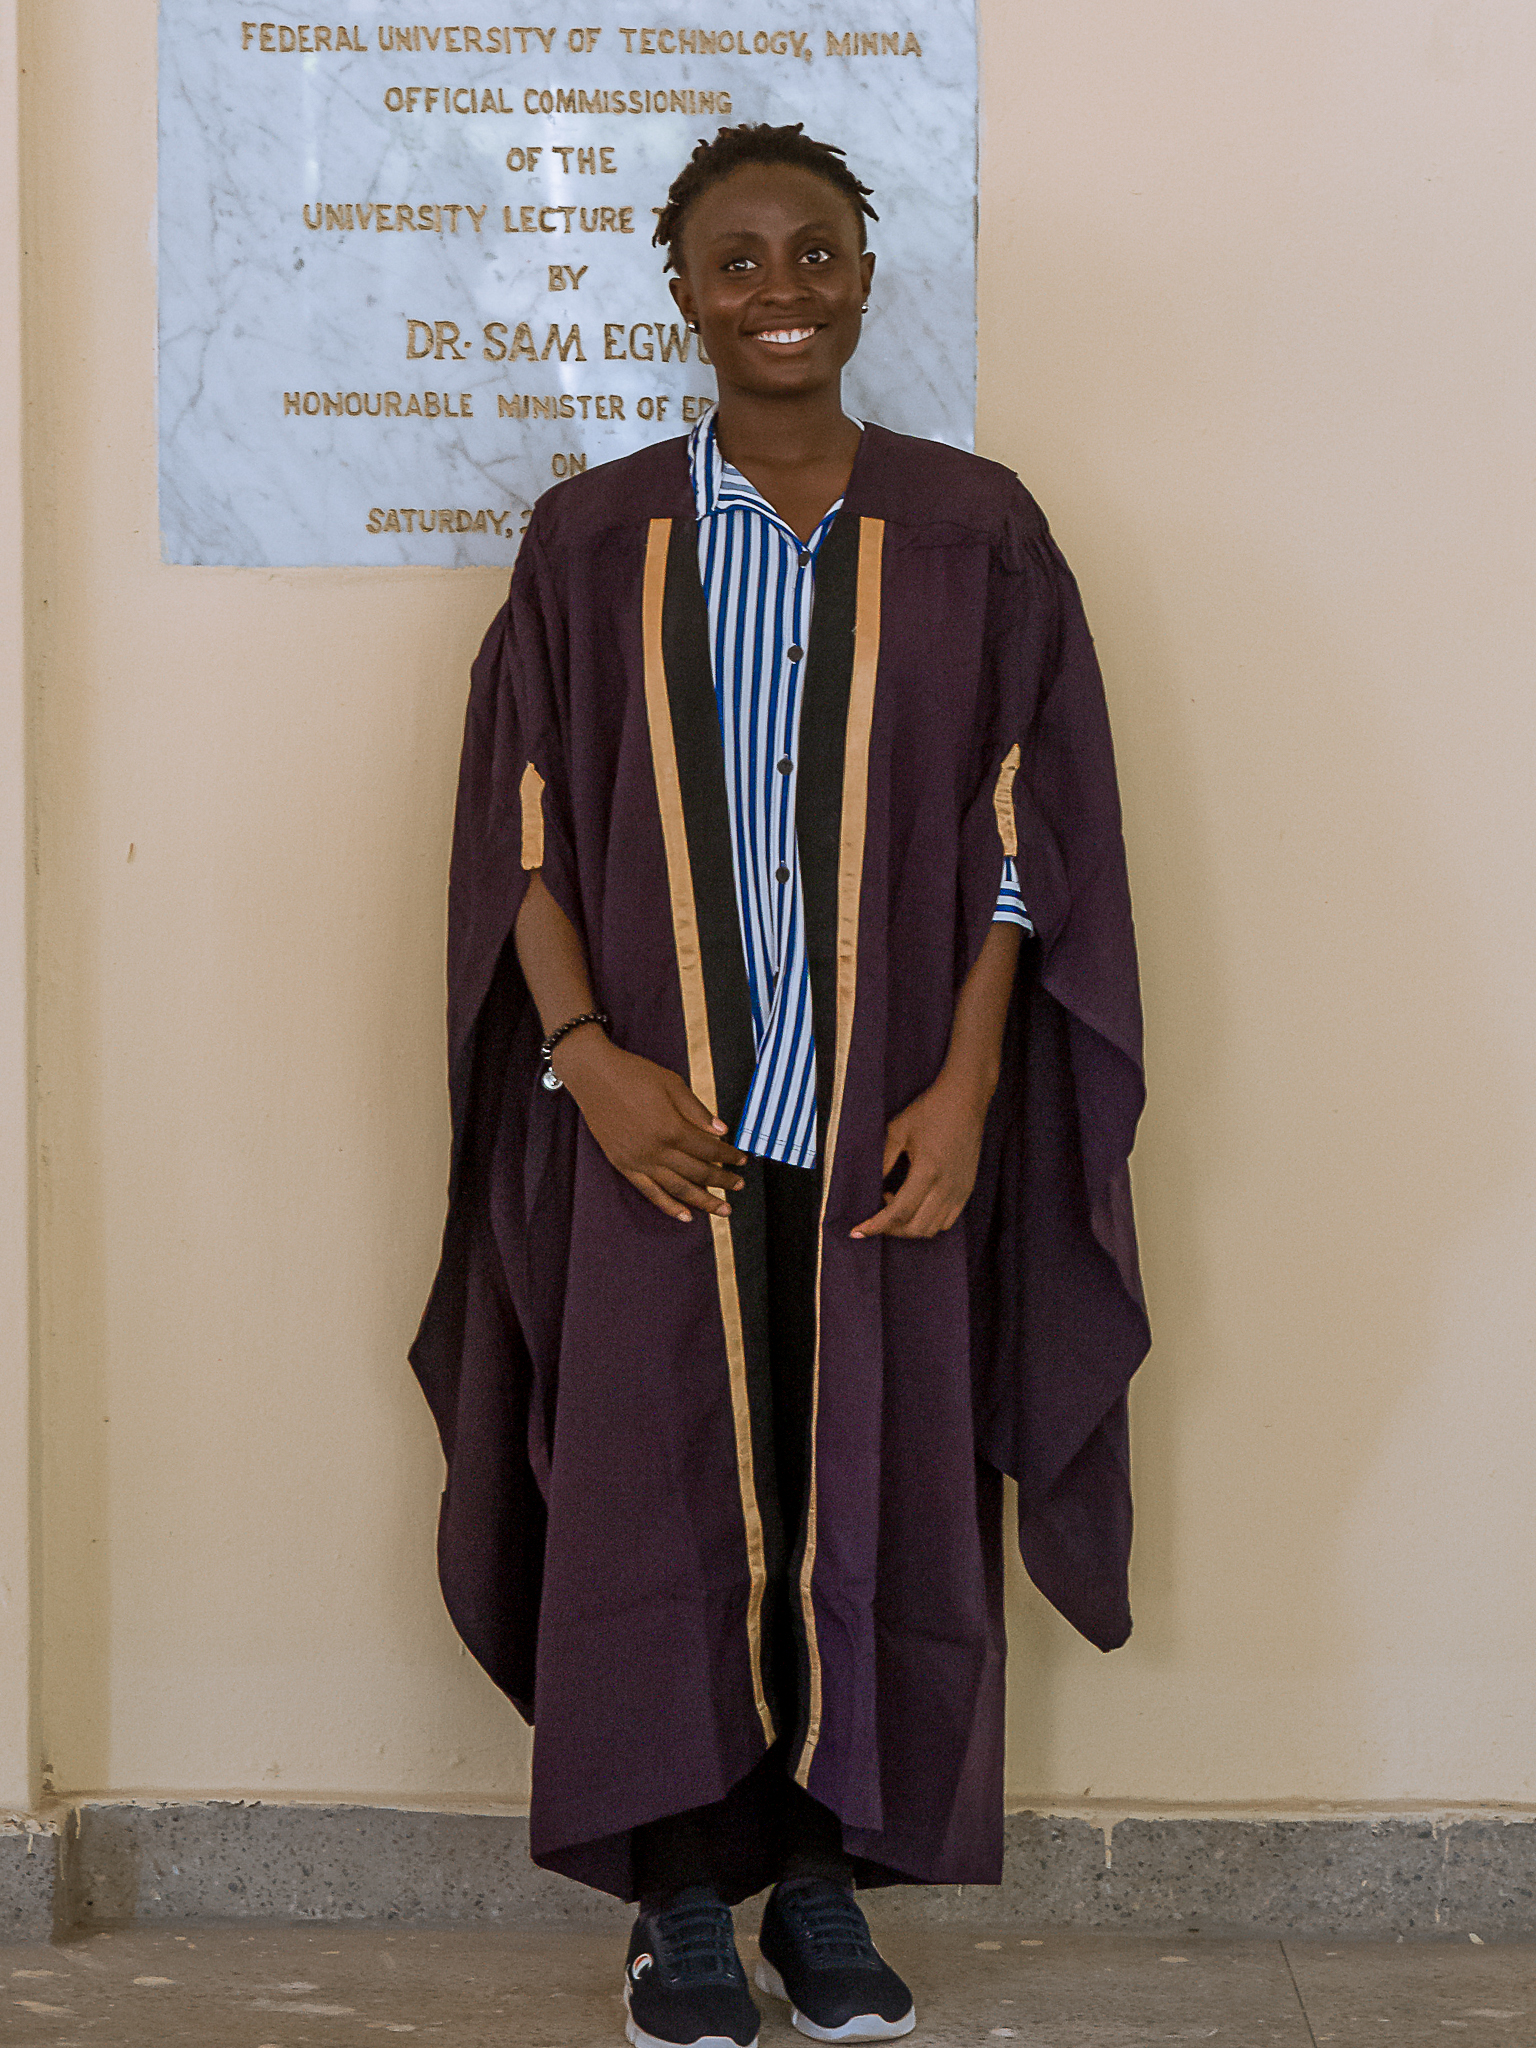 FEDERAL UNIVERSITY OF TECHNOLOGY, MINNA
OFFICIAL COMMISSIONING
OF THE
UNIVERSITY LECTURE
BY
DR. SAM
HONOURABLE MINISTER OF
ON
SATURDAY,